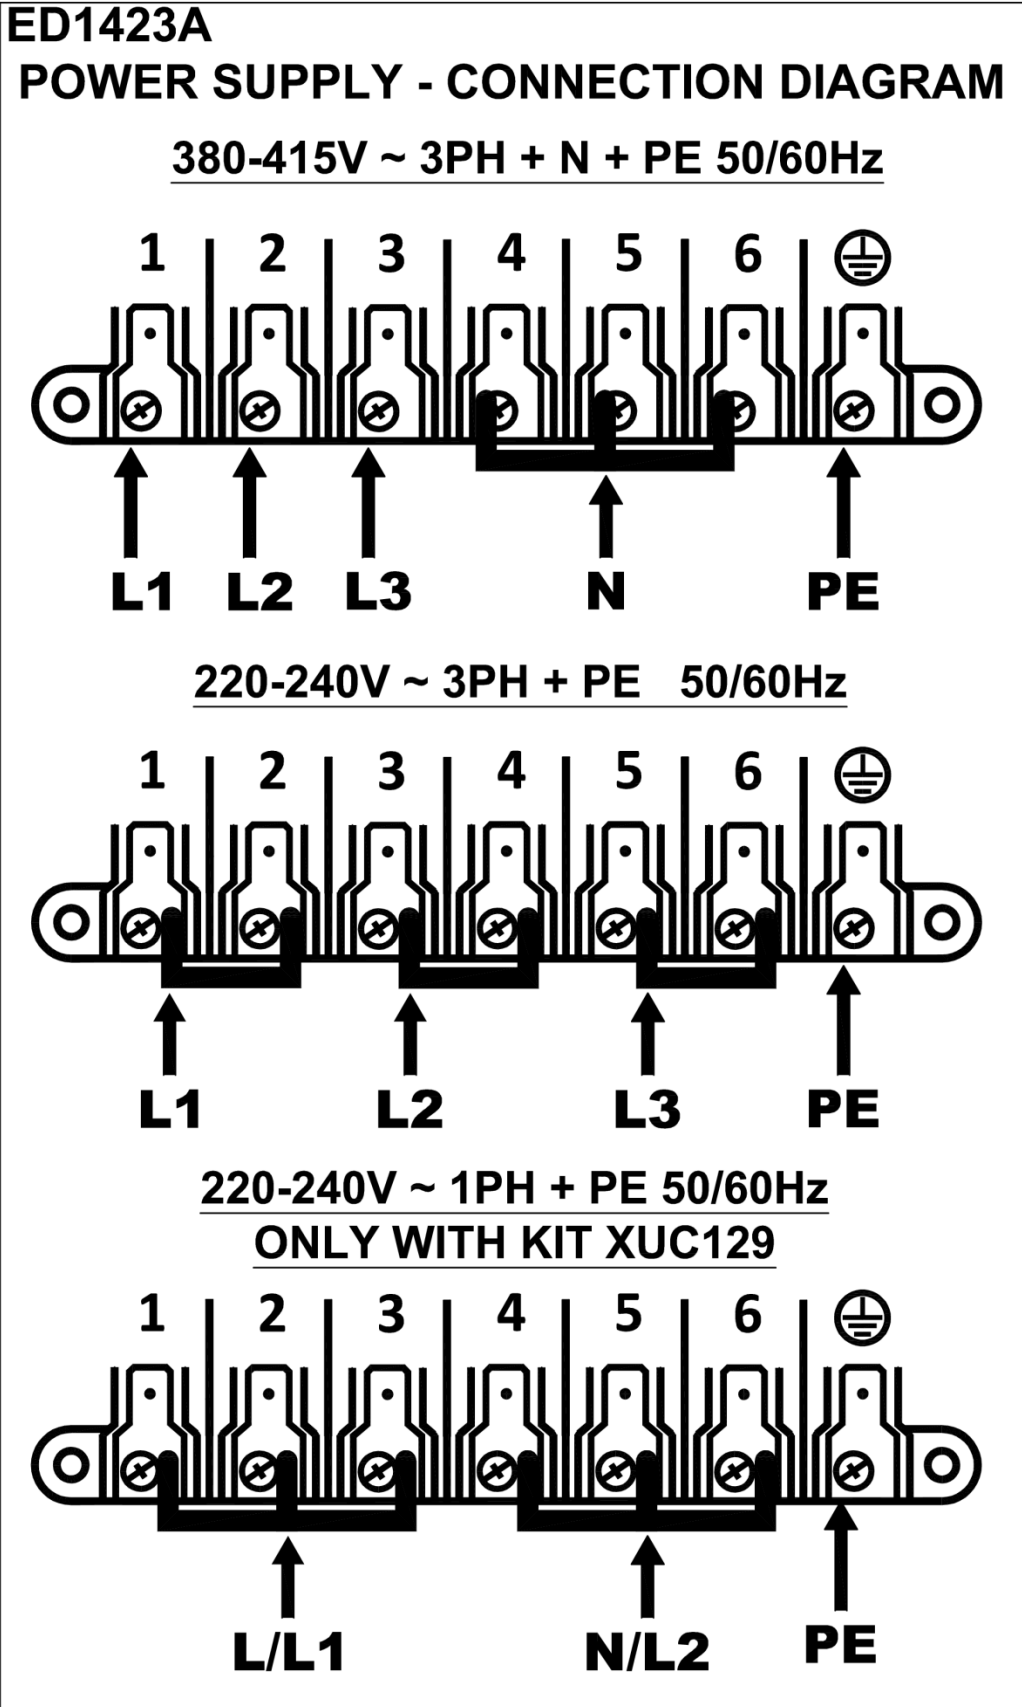 ED1423A
POWER SUPPLY - CONNECTION DIAGRAM
380-415V ~ 3PH + N + PE 50/60Hz
1 2 3 4 5 6
L1 L2 L3 N PE
220-240V ~ 3PH + PE 50/60Hz
1 2 3 4 5 6
L1 L2 L3 PE
220-240V ~ 1PH + PE 50/60Hz
ONLY WITH KIT XUC129
1 2 3 4 5 6
L/L1 N/L2 PE